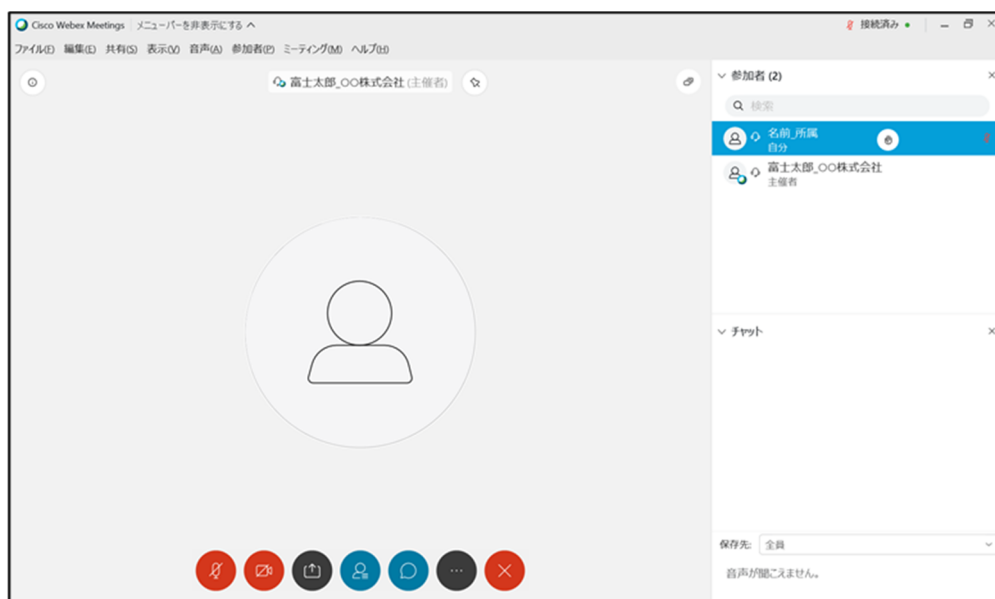 Cisco Webex Meetings メニューバーを非表示にする 接続済み
ファイル(F) 編集(E) 共有(S) 表示(V) 音声(A) 参加者(P) ミーティング(M) ヘルプ(H)
富士太郎_〇〇株式会社 (主催者)
参加者 (2)
検索
名前_所属
自分
富士太郎_〇〇株式会社
主催者
チャット
保存先: 全員
音声が聞こえません。